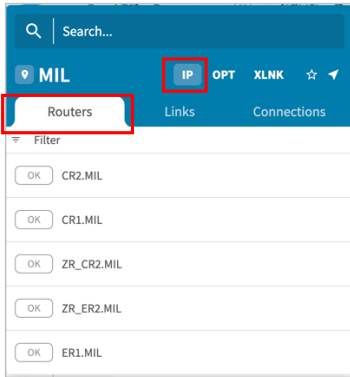 Search...
MIL IP OPT XLNK
Routers Links Connections
Filter
OK CR2.MIL
OK CR1.MIL
OK ZR_CR2.MIL
OK ZR_ER2.MIL
OK ER1.MIL